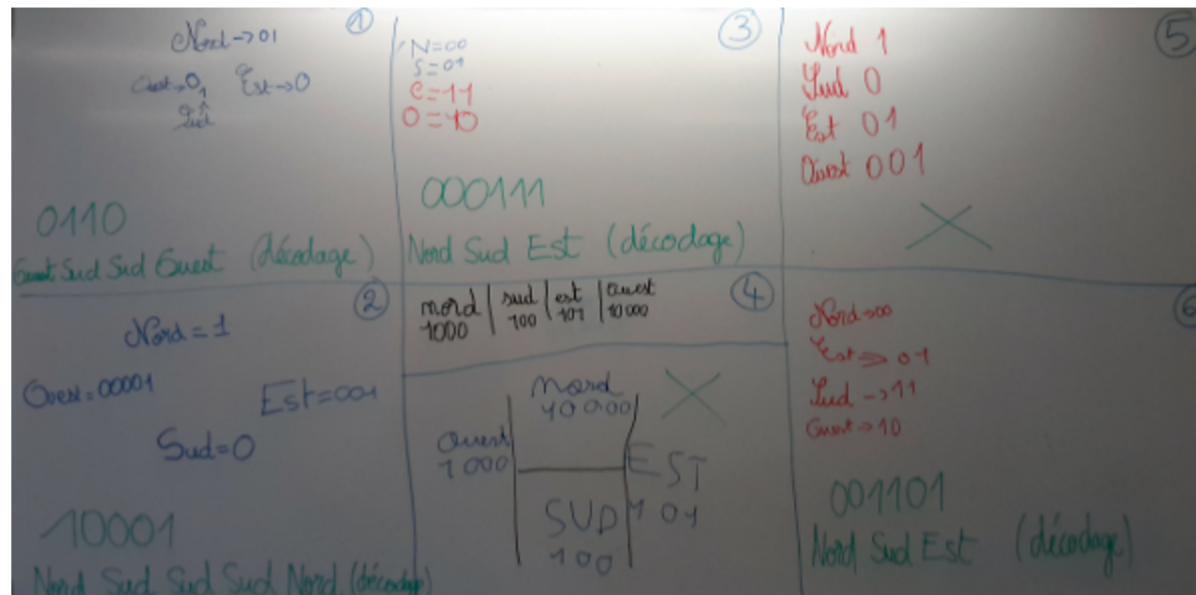 ①
Nord → 01
Ouest → 0
Est → 0
1
Sud
0110
Ouest Sud Sud Ouest (décodage)
②
Nord = 1
Ouest = 00001
Est = 001
Sud = 0
10001
Nord Sud Sud Sud Nord (décodage)
③
N = 00
S = 01
E = 11
O = 10
000111
Nord Sud Est (décodage)
④
nord | sud | est | ouest
1000 | 100 | 101 | 10000
Nord
10000
Ouest
1000
EST
101
SUD
100
⑤
Nord 1
Sud 0
Est 01
Ouest 001
⑥
Nord → 00
Est → 01
Sud → 11
Ouest → 10
001101
Nord Sud Est (décodage)